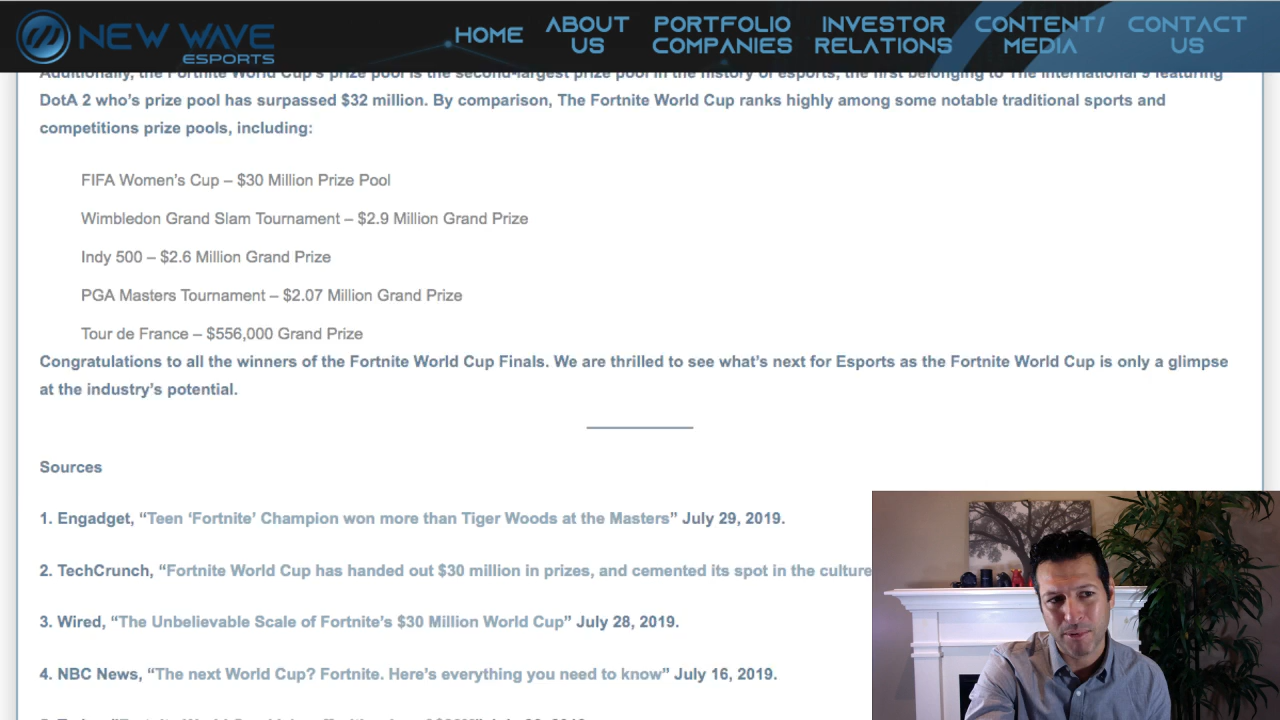 NEW WAVE
ESPORTS
HOME
ABOUT
US
PORTFOLIO
COMPANIES
INVESTOR
RELATIONS
CONTENT/
MEDIA
CONTACT
US
Additionally, the Fortnite World Cup's prize pool is the second-largest prize pool in the history of esports, the first belonging to The International 9 featuring
DotA 2 who's prize pool has surpassed $32 million. By comparison, The Fortnite World Cup ranks highly among some notable traditional sports and
competitions prize pools, including:
FIFA Women's Cup – $30 Million Prize Pool
Wimbledon Grand Slam Tournament – $2.9 Million Grand Prize
Indy 500 – $2.6 Million Grand Prize
PGA Masters Tournament – $2.07 Million Grand Prize
Tour de France – $556,000 Grand Prize
Congratulations to all the winners of the Fortnite World Cup Finals. We are thrilled to see what's next for Esports as the Fortnite World Cup is only a glimpse
at the industry's potential.
Sources
1. Engadget, “Teen ‘Fortnite’ Champion won more than Tiger Woods at the Masters” July 29, 2019.
2. TechCrunch, “Fortnite World Cup has handed out $30 million in prizes, and cemented its spot in the culture
3. Wired, “The Unbelievable Scale of Fortnite's $30 Million World Cup” July 28, 2019.
4. NBC News, “The next World Cup? Fortnite. Here's everything you need to know” July 16, 2019.